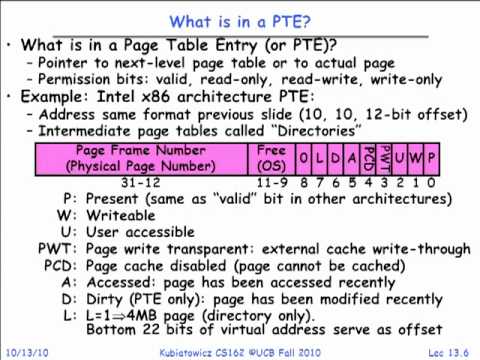 What is in a PTE?
• What is in a Page Table Entry (or PTE)?
– Pointer to next-level page table or to actual page
– Permission bits: valid, read-only, read-write, write-only
• Example: Intel x86 architecture PTE:
– Address same format previous slide (10, 10, 12-bit offset)
– Intermediate page tables called “Directories”
Page Frame Number Free 0 L D A PCD PWT U W P
(Physical Page Number) (OS)
31-12 11-9 8 7 6 5 4 3 2 1 0
P: Present (same as “valid” bit in other architectures)
W: Writeable
U: User accessible
PWT: Page write transparent: external cache write-through
PCD: Page cache disabled (page cannot be cached)
A: Accessed: page has been accessed recently
D: Dirty (PTE only): page has been modified recently
L: L=1⇒4MB page (directory only).
Bottom 22 bits of virtual address serve as offset
10/13/10 Kubiatowicz CS162 ©UCB Fall 2010 Lec 13.6